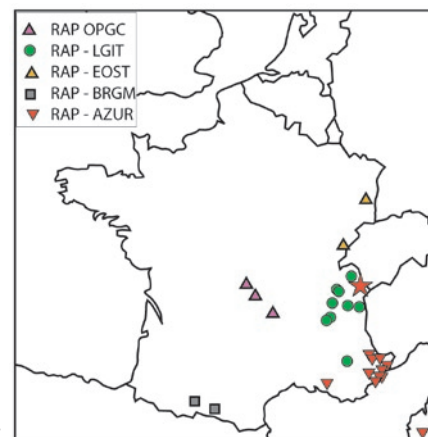 RAP OPGC
RAP - LGIT
RAP - EOST
RAP - BRGM
RAP - AZUR